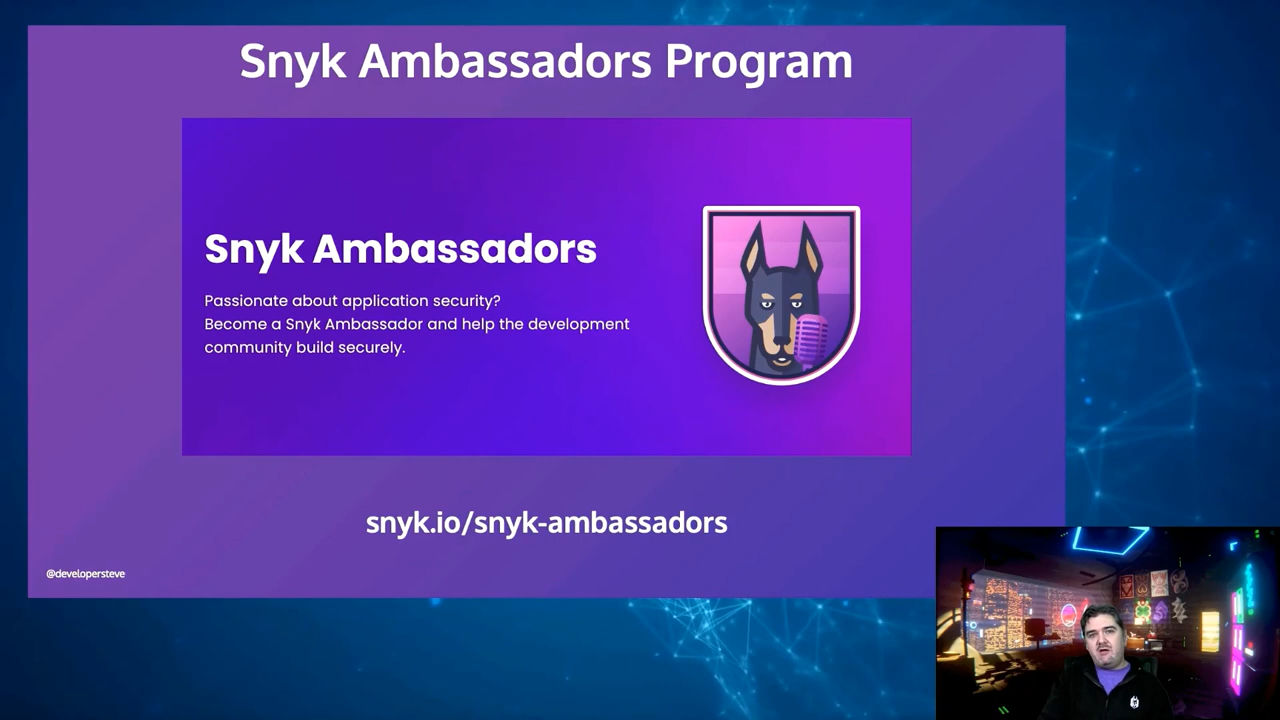 Snyk Ambassadors Program
Snyk Ambassadors
Passionate about application security?
Become a Snyk Ambassador and help the development
community build securely.
snyk.io/snyk-ambassadors
@developersteve